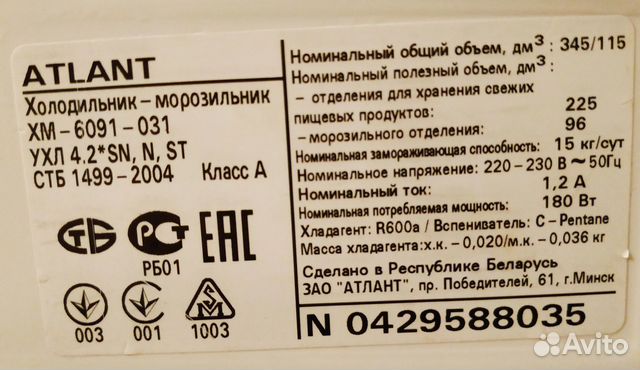 ATLANT
Холодильник – морозильник
ХМ – 6091 – 031
УХЛ 4.2*SN, N, ST
СТБ 1499 – 2004 Класс А
СТБ РСТ EAC
РБ01
003 001 1003
Номинальный общий объем, дм³ : 345/115
Номинальный полезный объем, дм³ :
– отделения для хранения свежих
пищевых продуктов: 225
– морозильного отделения: 96
Номинальная замораживающая способность: 15 кг/сут
Номинальное напряжение: 220 – 230 В ~ 50Гц
Номинальный ток: 1,2 А
Номинальная потребляемая мощность: 180 Вт
Хладагент: R600a / Вспениватель: C – Pentane
Масса хладагента: х.к. – 0,020/м.к. – 0,036 кг
Сделано в Республике Беларусь
ЗАО "АТЛАНТ", пр. Победителей, 61, г.Минск
N 0429588035
Avito